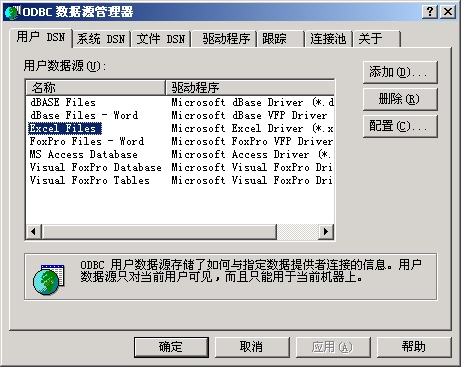 ODBC 数据源管理器
用户 DSN 系统 DSN 文件 DSN 驱动程序 跟踪 连接池 关于
用户数据源(U):
名称 驱动程序
dBASE Files Microsoft dBase Driver (*.d
dBase Files - Word Microsoft dBase VFP Driver
Excel Files Microsoft Excel Driver (*.x
FoxPro Files - Word Microsoft FoxPro VFP Driver
MS Access Database Microsoft Access Driver (*.
Visual FoxPro Database Microsoft Visual FoxPro Dri
Visual FoxPro Tables Microsoft Visual FoxPro Dri
添加(D)...
删除(R)
配置(C)...
ODBC 用户数据源存储了如何与指定数据提供者连接的信息。用户
数据源只对当前用户可见，而且只能用于当前机器上。
确定 取消 应用(A) 帮助